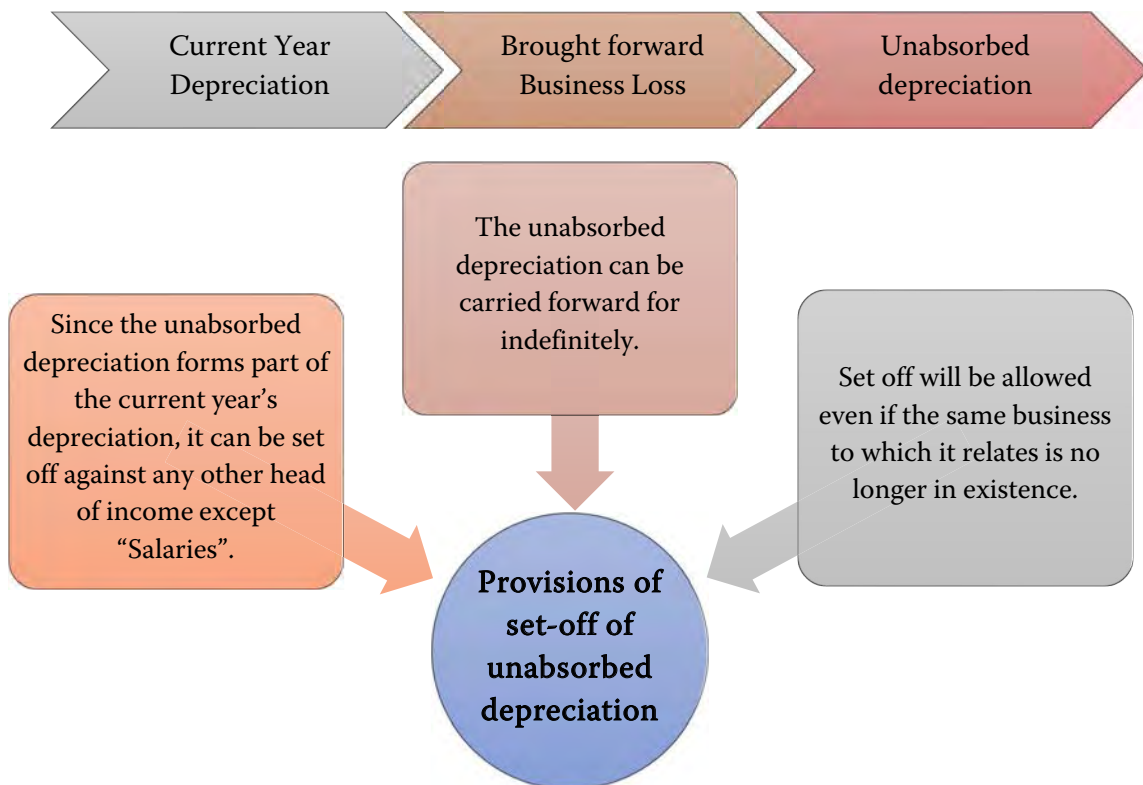 Current Year
Depreciation
Brought forward
Business Loss
Unabsorbed
depreciation
The unabsorbed
depreciation can be
carried forward for
indefinitely.
Since the unabsorbed
depreciation forms part of
the current year’s
depreciation, it can be set
off against any other head
of income except
“Salaries”.
Set off will be allowed
even if the same business
to which it relates is no
longer in existence.
Provisions of
set-off of
unabsorbed
depreciation